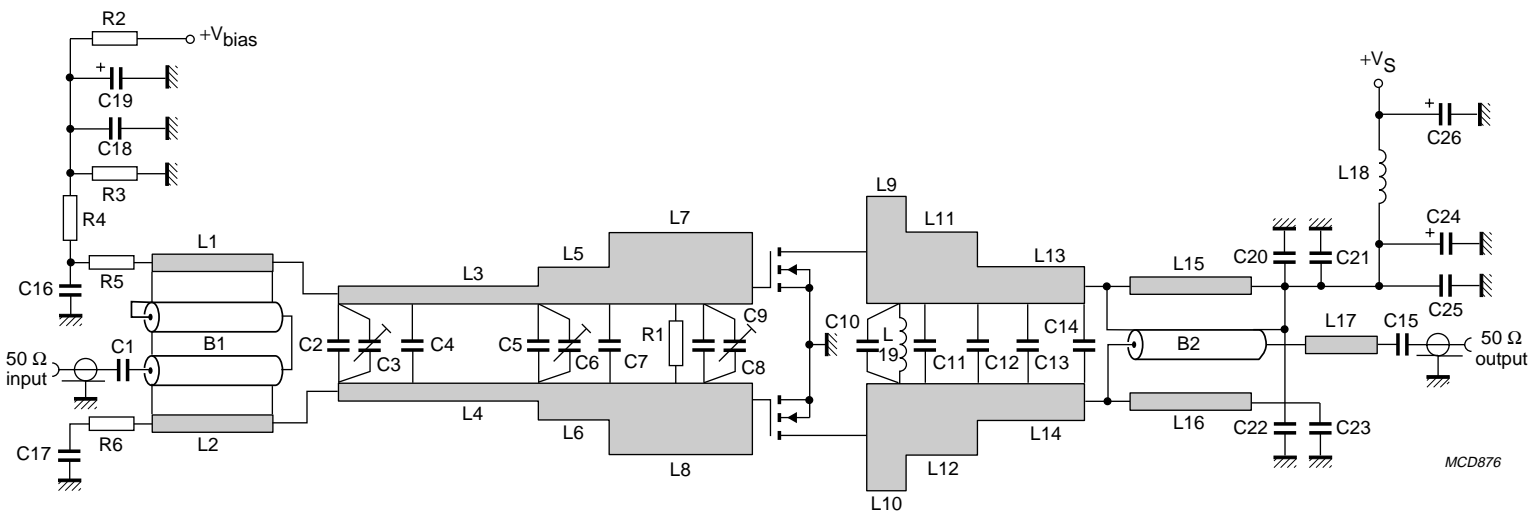 R2
+Vbias
+
C19
C18
R3
R4
L1
R5
C16
B1
50 Ω
input
C1
L2
R6
C17
L3
L5
L7
C2
C3
C4
C5
C6
C7
R1
C9
C8
L4
L6
L8
L9
L11
L13
C10
L
19
C11
C12
C13
C14
L10
L12
L14
+VS
+
C26
L18
C24
+
C20
C21
C25
L15
B2
L17
C15
50 Ω
output
L16
C22
C23
MCD876